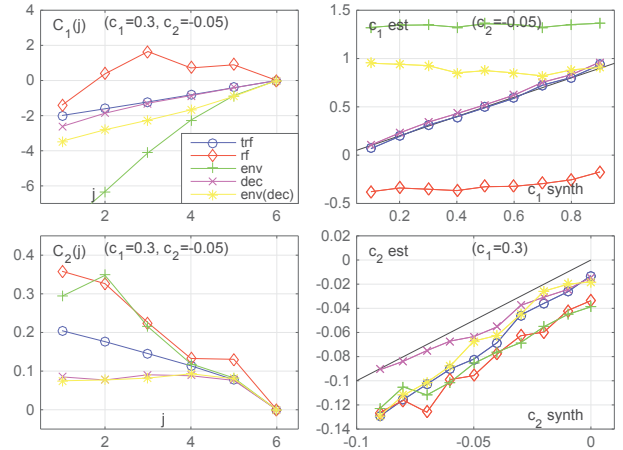 C₁(j) (c₁=0.3, c₂=-0.05)
2
0
-2
-4
-6
2 4 6
j
trf
rf
env
dec
env(dec)
c₁ est (c₂=-0.05)
1.5
1
0.5
0
-0.5
0.2 0.4 0.6 0.8
c₁ synth
C₂(j) (c₁=0.3, c₂=-0.05)
0.4
0.3
0.2
0.1
0
2 4 6
j
c₂ est (c₁=0.3)
0.02
0
-0.02
-0.04
-0.06
-0.08
-0.1
-0.12
-0.14
-0.1 -0.05 0
c₂ synth